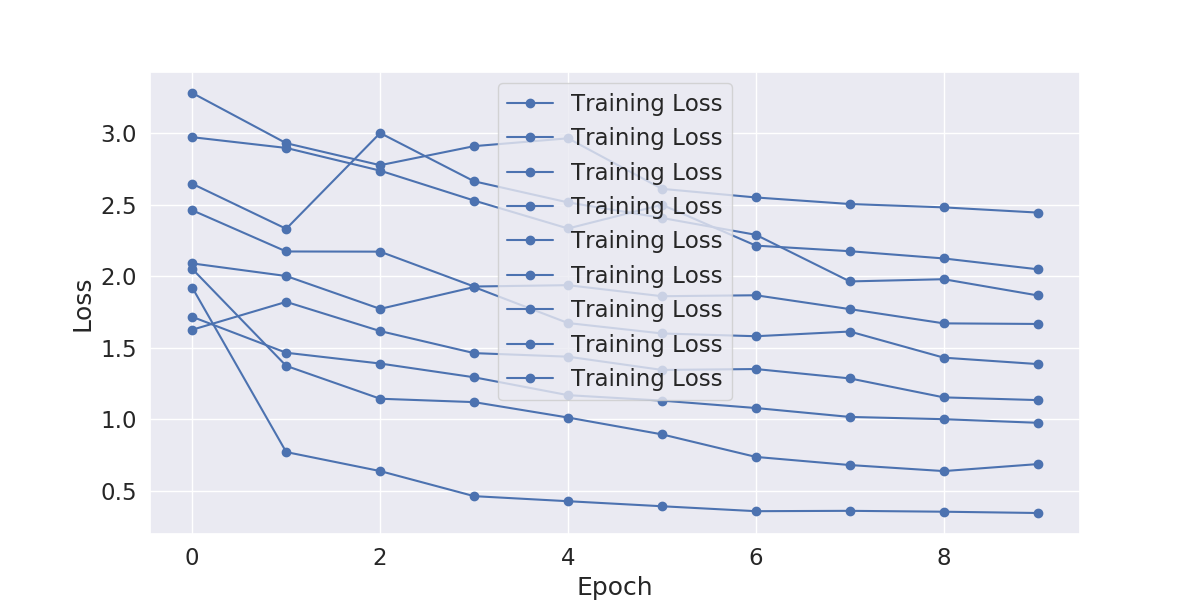 3.0
2.5
2.0
1.5
1.0
0.5
Loss
Training Loss
Training Loss
Training Loss
Training Loss
Training Loss
Training Loss
Training Loss
Training Loss
Training Loss
0 2 4 6 8
Epoch